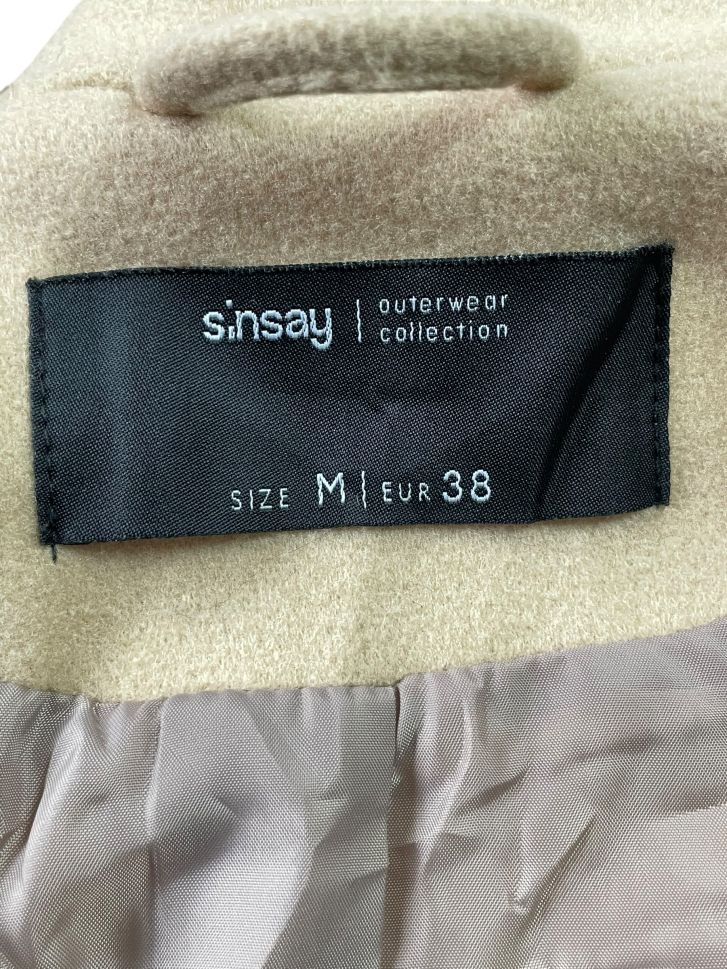 sinsay | outerwear
collection
SIZE M | EUR 38